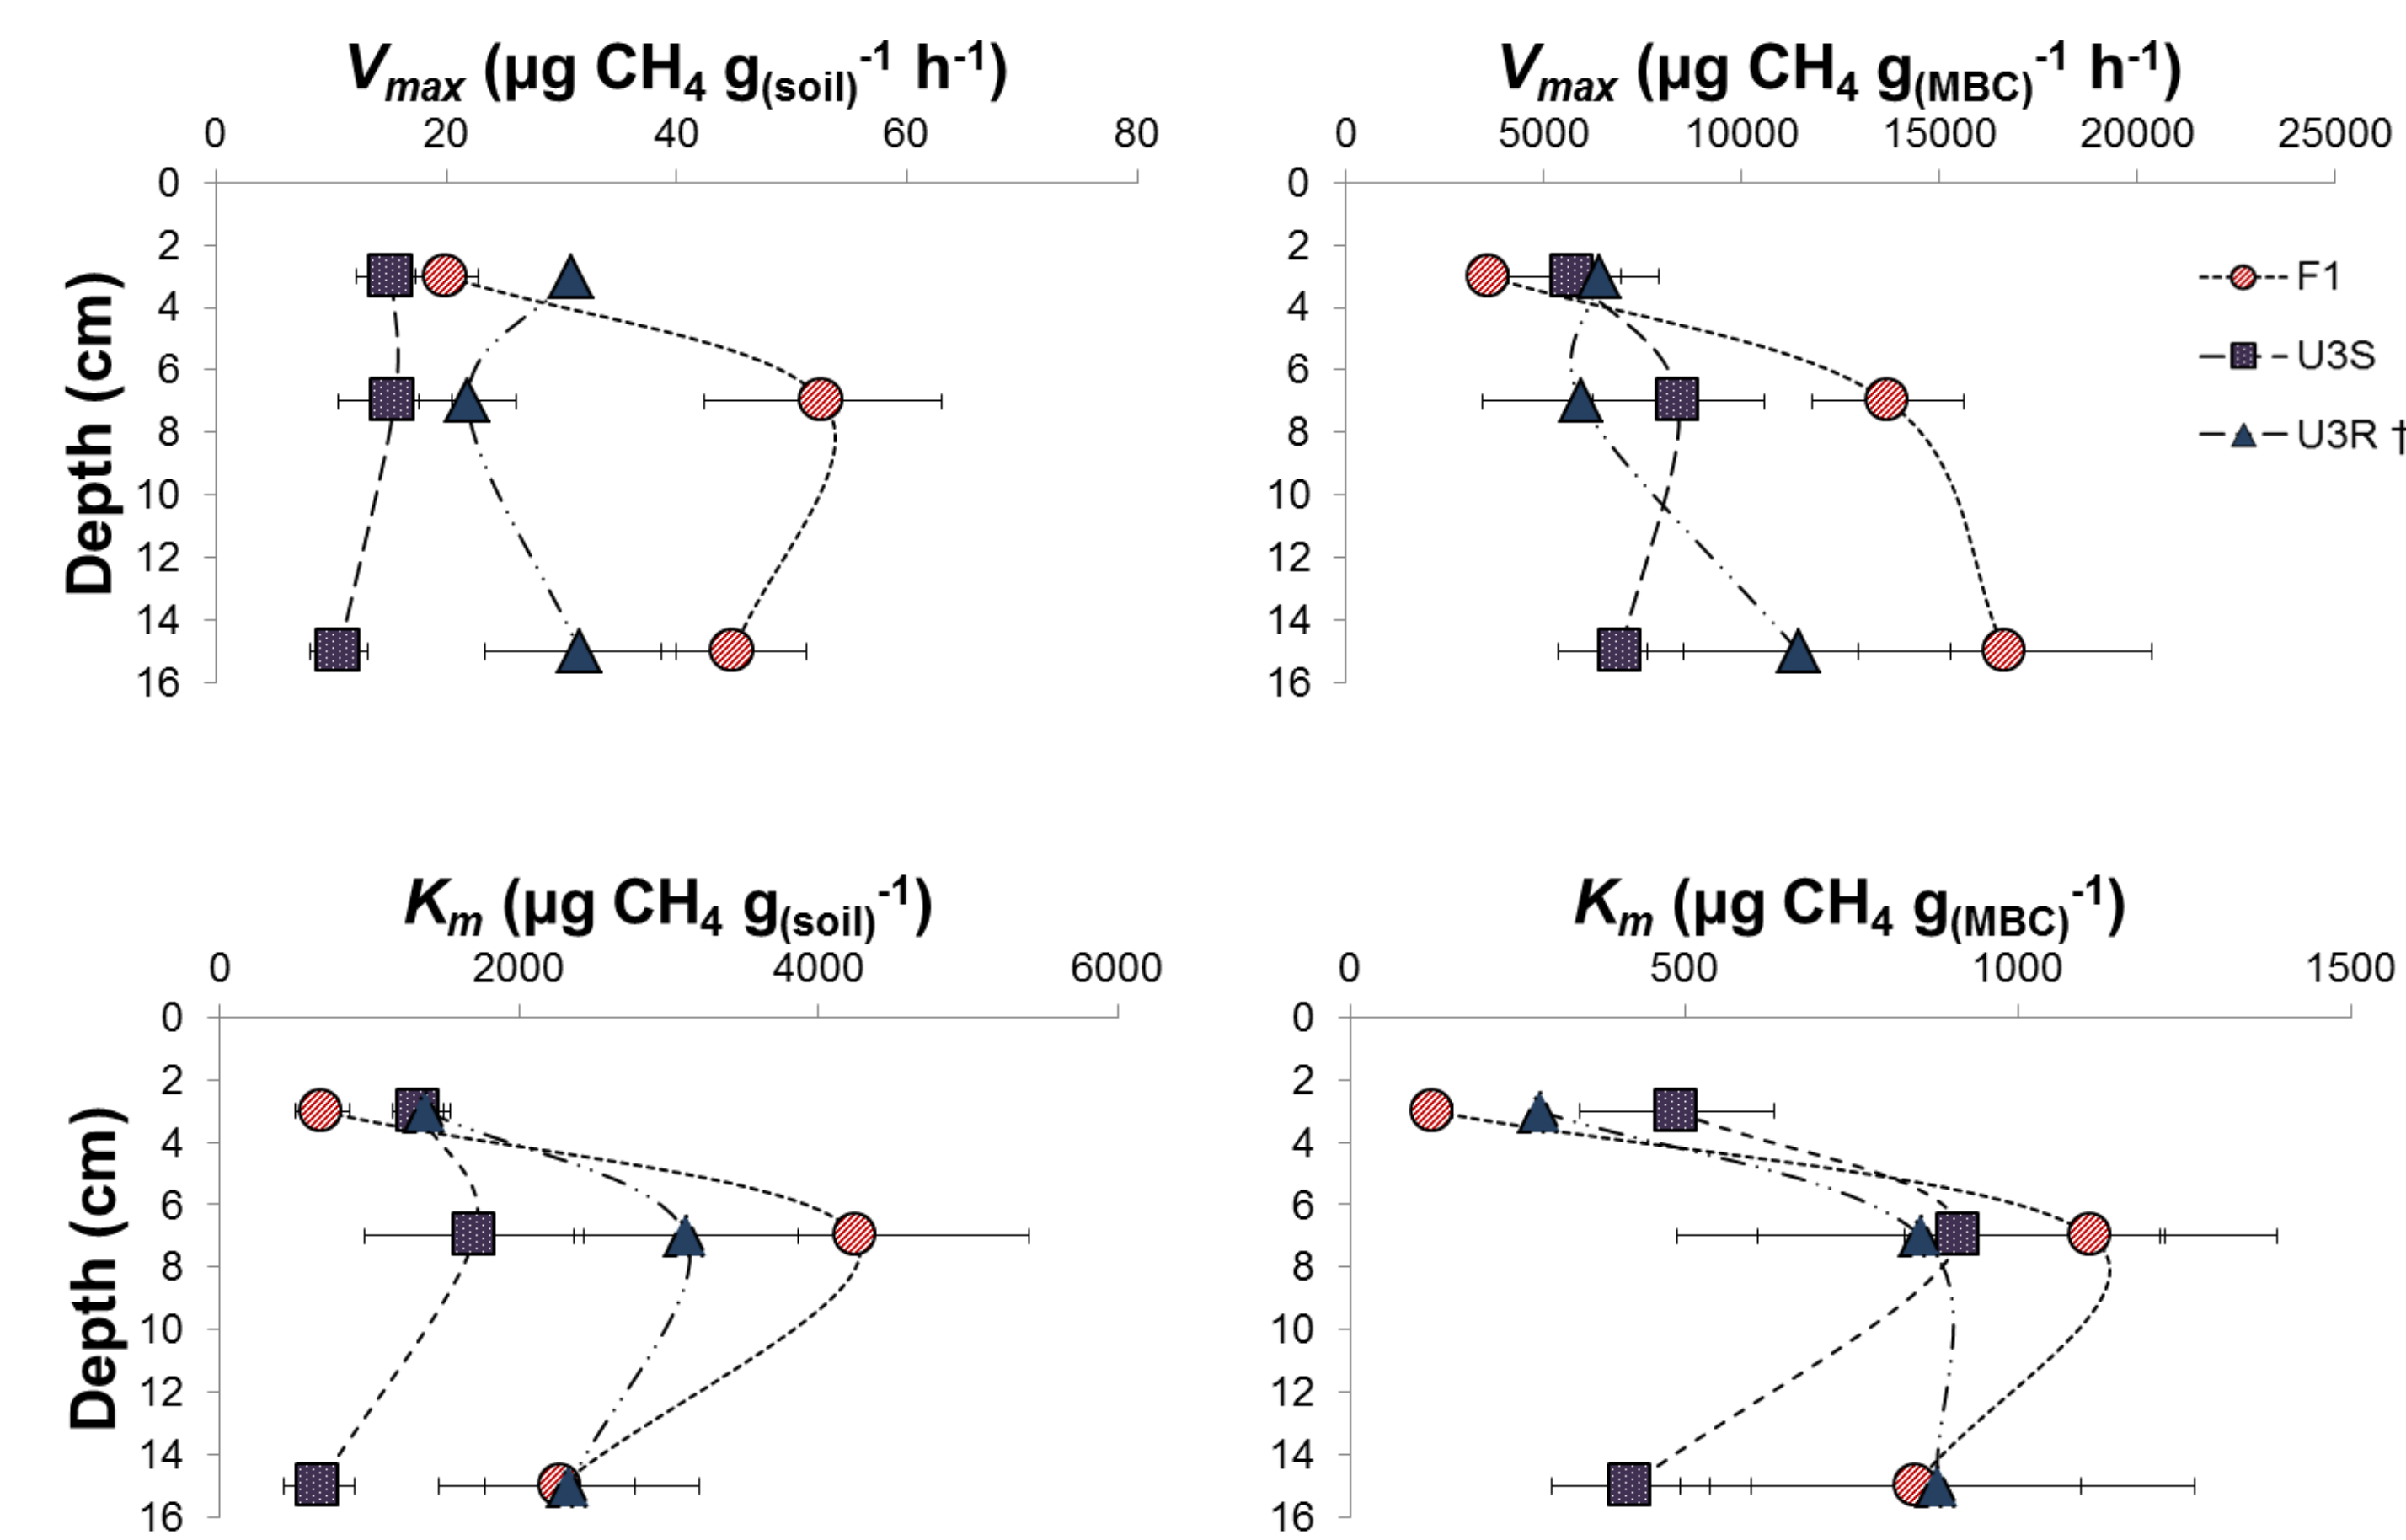 V_max (µg CH4 g(soil)^-1 h^-1)
0 20 40 60 80
0
2
4
6
8
10
12
14
16
Depth (cm)
V_max (µg CH4 g(MBC)^-1 h^-1)
0 5000 10000 15000 20000 25000
0
2
4
6
8
10
12
14
16
F1
U3S
U3R †
K_m (µg CH4 g(soil)^-1)
0 2000 4000 6000
0
2
4
6
8
10
12
14
16
Depth (cm)
K_m (µg CH4 g(MBC)^-1)
0 500 1000 1500
0
2
4
6
8
10
12
14
16